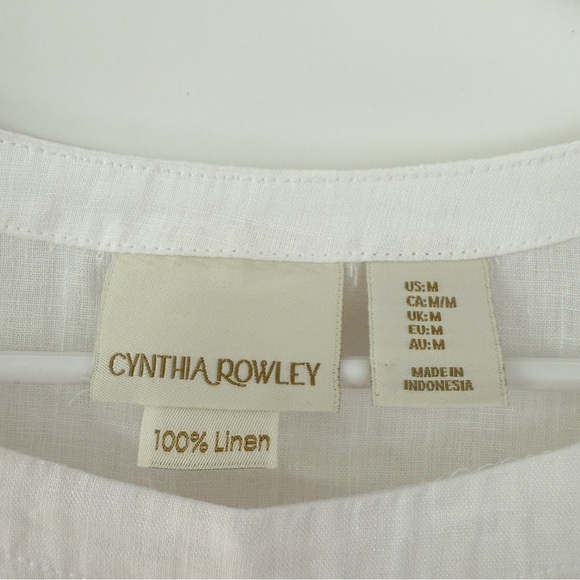 CYNTHIA ROWLEY
100% Linen
US:M
CA:M/M
UK:M
EU:M
AU:M
MADE IN
INDONESIA